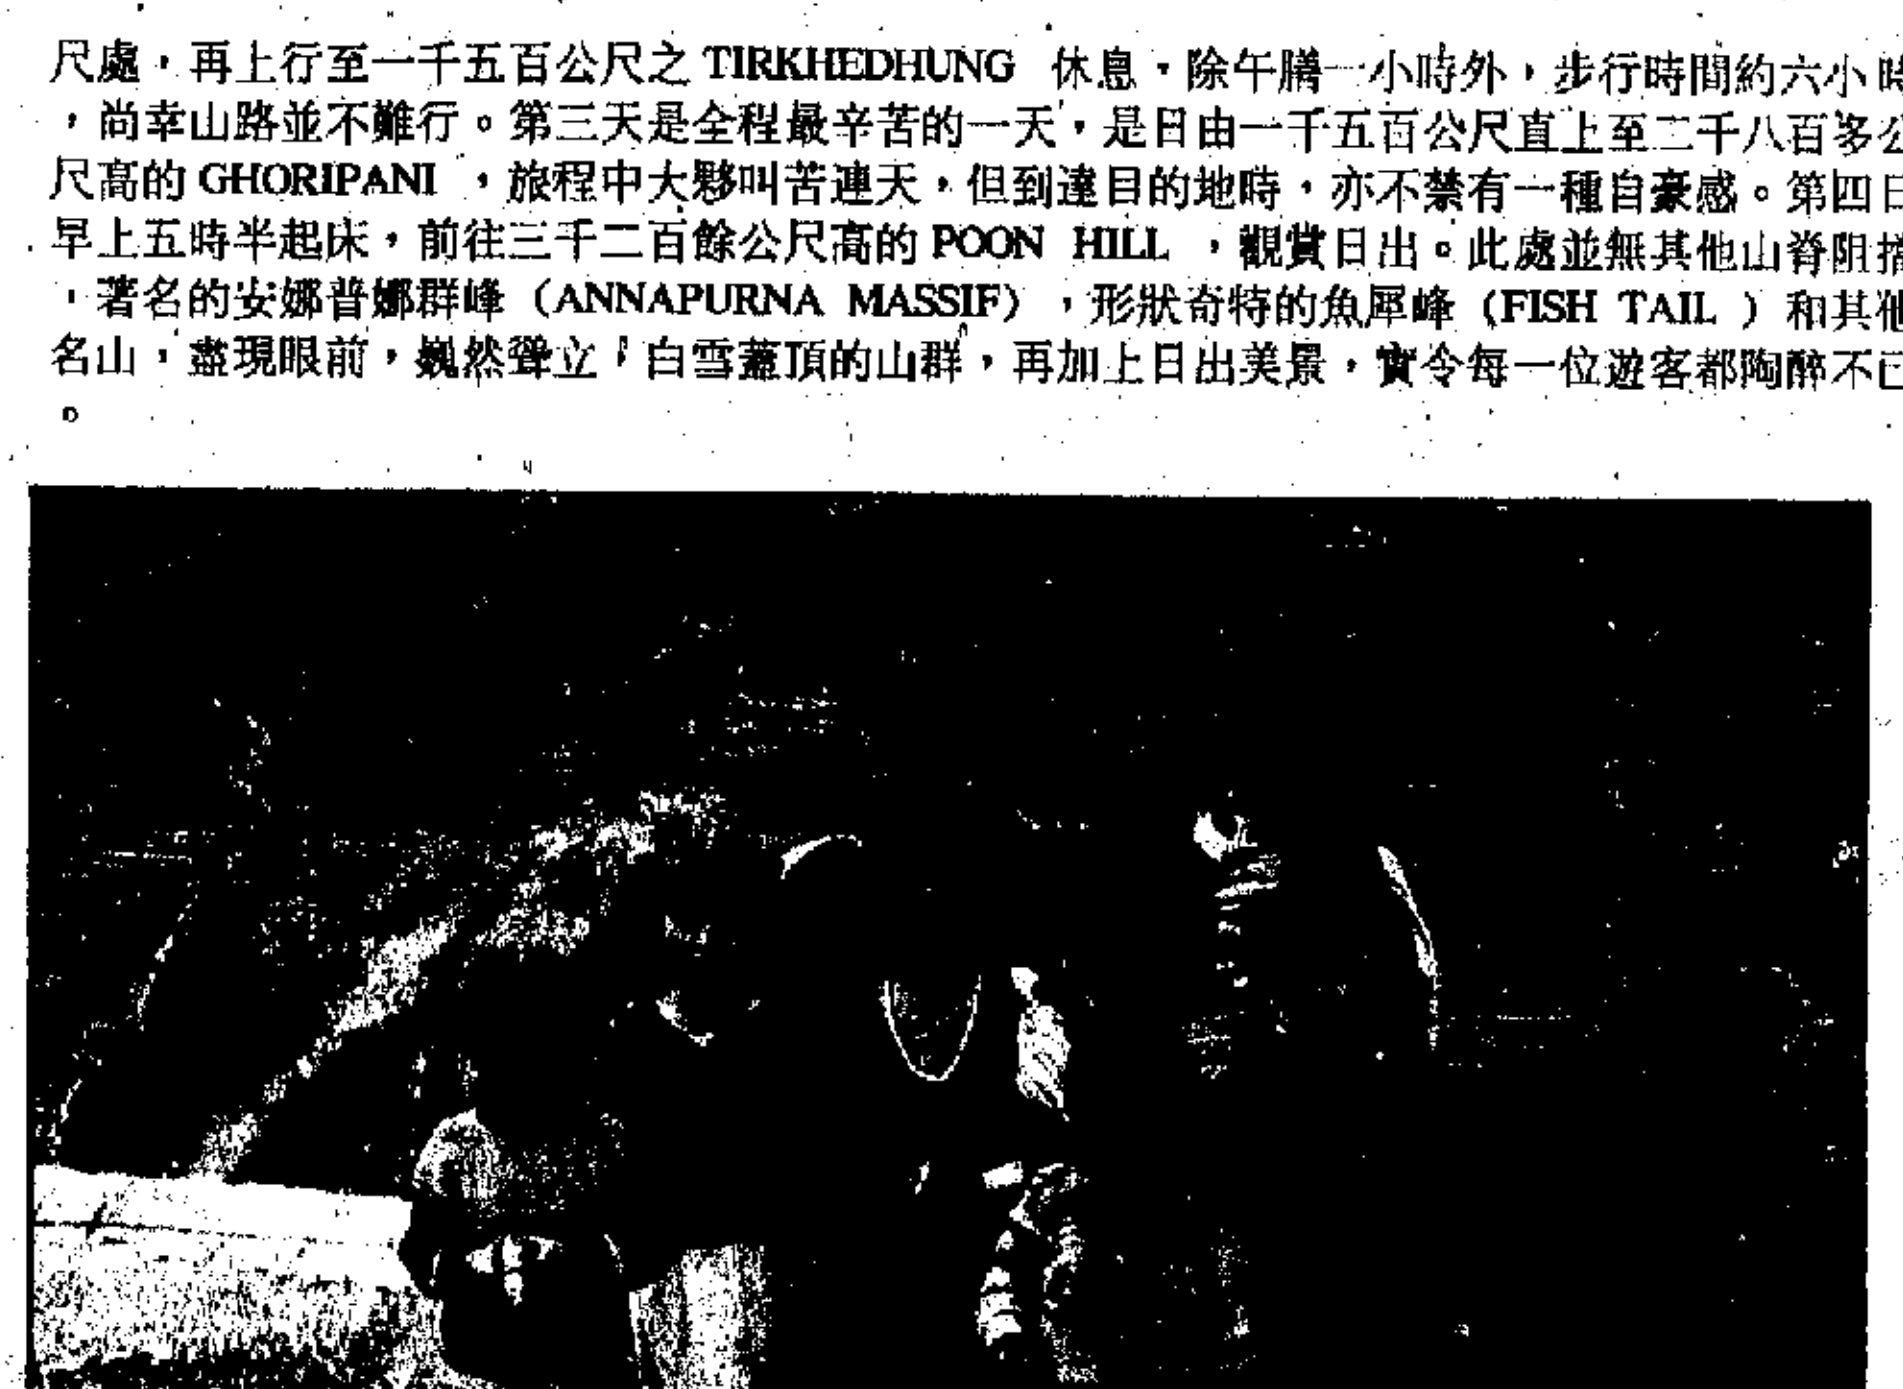 尺處，再上行至一千五百公尺之 TIRKHEDHUNG 休息，除午膳一小時外，步行時間約六小時
，尚幸山路並不難行。第三天是全程最辛苦的一天，是日由一千五百公尺直上至二千八百多公
尺高的 GHORIPANI ，旅程中大夥叫苦連天，但到達目的地時，亦不禁有一種自豪感。第四日
早上五時半起床，前往三千二百餘公尺高的 POON HILL ，觀賞日出。此處並無其他山脊阻擋
，著名的安娜普娜群峰（ANNAPURNA MASSIF），形狀奇特的魚犀峰（FISH TAIL ）和其他
名山，盡現眼前，巍然聳立，白雪蓋頂的山群，再加上日出美景，實令每一位遊客都陶醉不已
。